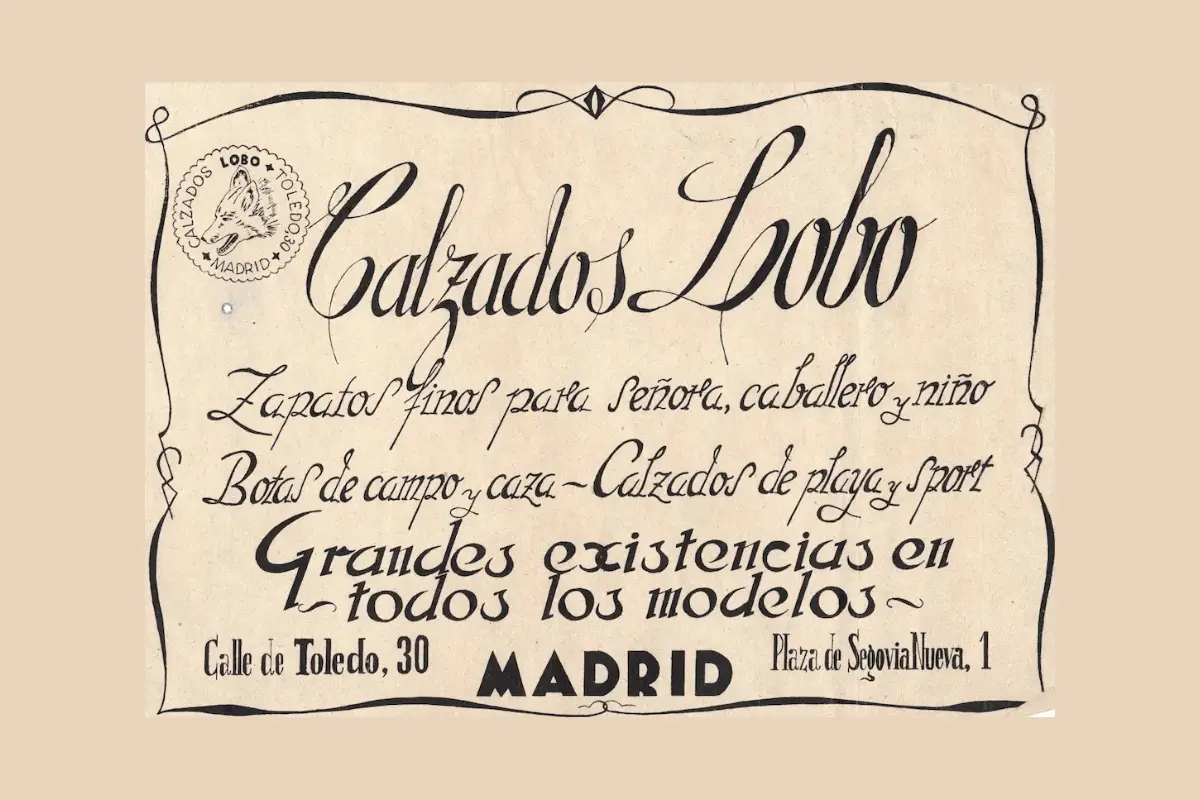 CALZADOS LOBO ✦ TOLEDO,30 ✦ MADRID ✦
Calzados Lobo
Zapatos finos para señora, caballero y niño
Botas de campo y caza ~ Calzados de playa y sport
Grandes existencias en
~ todos los modelos ~
Calle de Toledo, 30
MADRID
Plaza de Segovia Nueva, 1